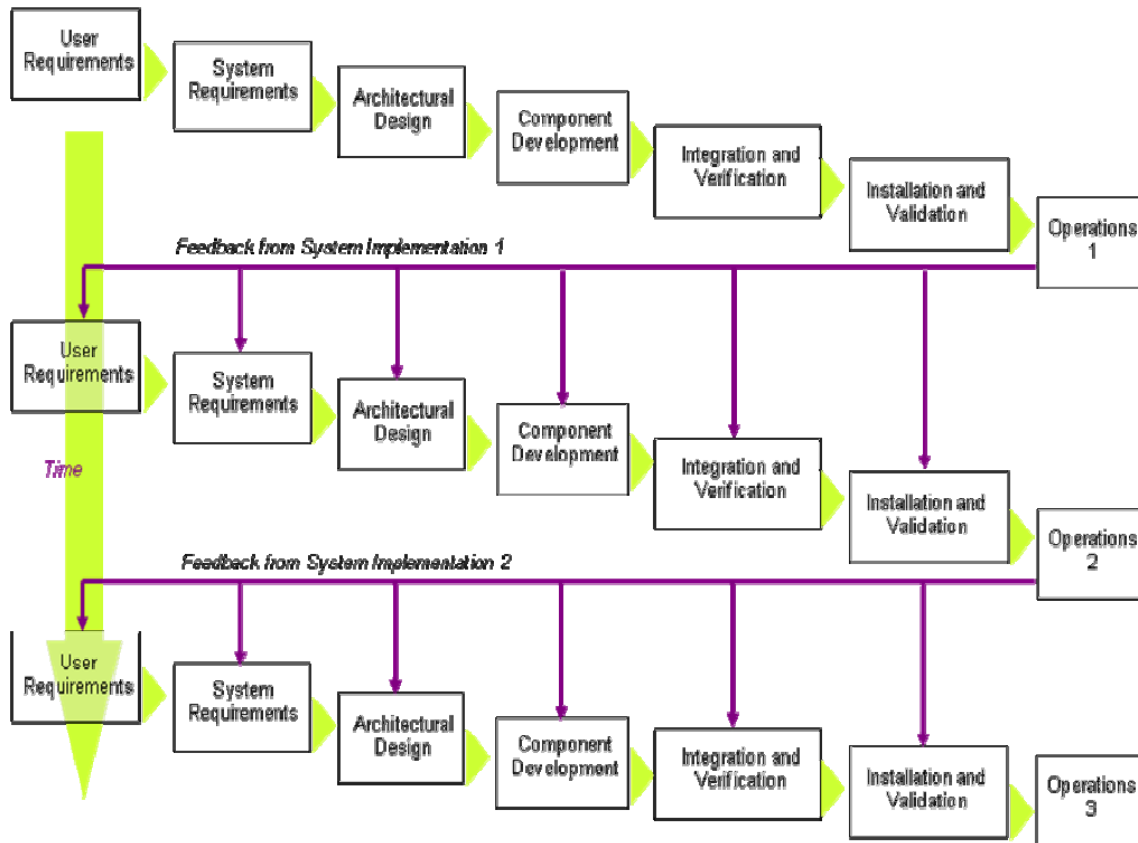 User
Requirements
System
Requirements
Architectural
Design
Component
Development
Integration and
Verification
Installation and
Validation
Operations
1
Feedback from System Implementation 1
User
Requirements
System
Requirements
Architectural
Design
Component
Development
Integration and
Verification
Installation and
Validation
Operations
2
Time
Feedback from System Implementation 2
User
Requirements
System
Requirements
Architectural
Design
Component
Development
Integration and
Verification
Installation and
Validation
Operations
3